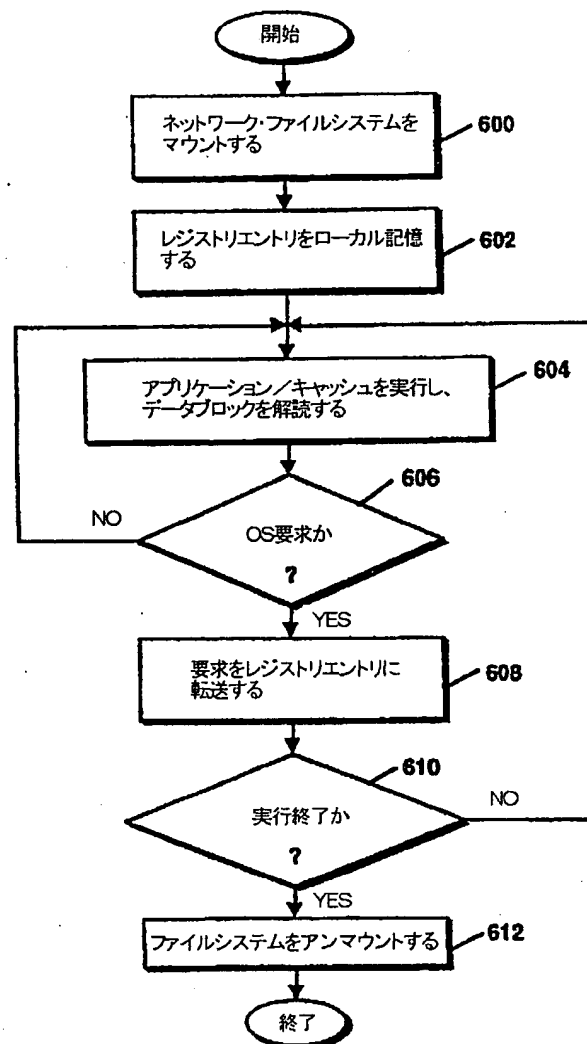 開始
ネットワーク・ファイルシステムを
マウントする
600
レジストリエントリをローカル記憶
する
602
アプリケーション／キャッシュを実行し、
データブロックを解読する
604
606
NO
OS要求か
?
YES
要求をレジストリエントリに
転送する
608
610
実行終了か
?
NO
YES
ファイルシステムをアンマウントする
612
終了